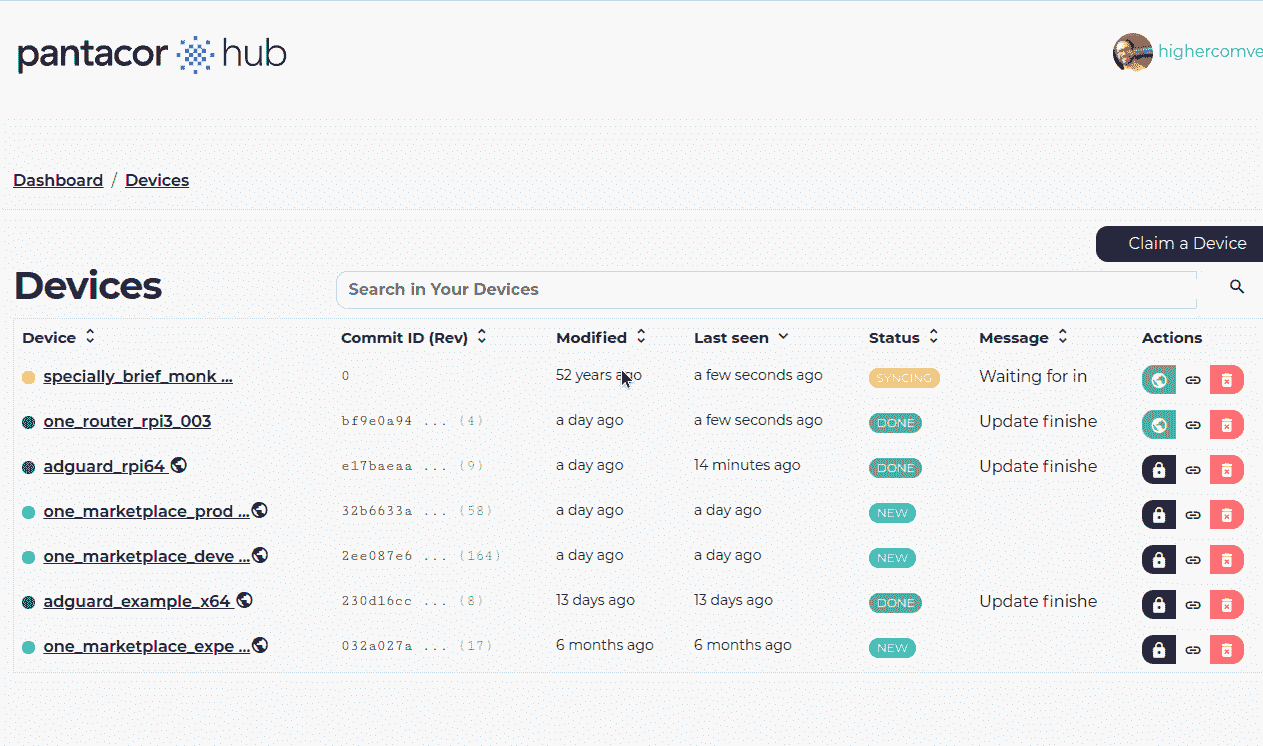 pantacor hub
highercomve
Dashboard / Devices
Claim a Device
Devices
Search in Your Devices
Device Commit ID (Rev) Modified Last seen Status Message Actions
specially_brief_monk ... 0 52 years ago a few seconds ago SYNCING Waiting for in
one_router_rpi3_003 bf9e0a94 ... (4) a day ago a few seconds ago DONE Update finishe
adguard_rpi64 e17baeaa ... (9) a day ago 14 minutes ago DONE Update finishe
one_marketplace_prod ... 32b6633a ... (58) a day ago a day ago NEW
one_marketplace_deve ... 2ee087e6 ... (164) a day ago a day ago NEW
adguard_example_x64 230d16cc ... (8) 13 days ago 13 days ago DONE Update finishe
one_marketplace_expe ... 032a027a ... (17) 6 months ago 6 months ago NEW